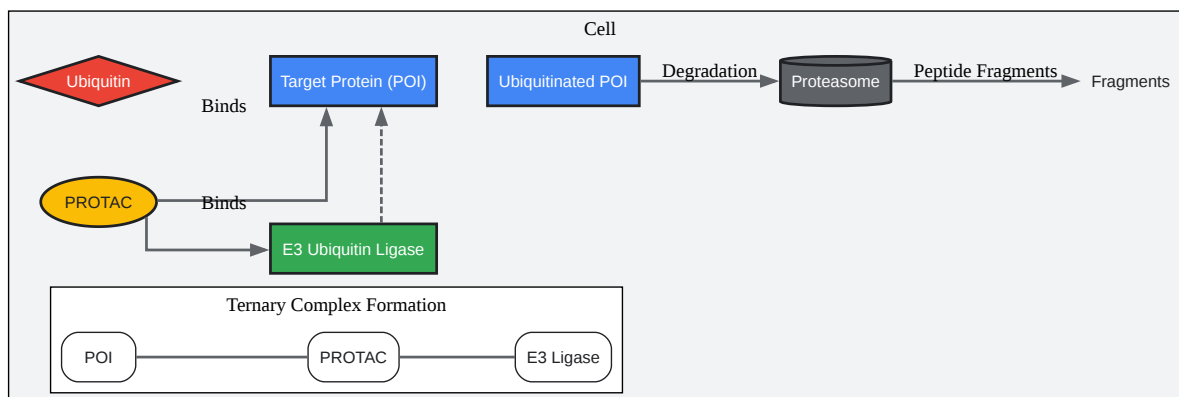 Cell
Ubiquitin
Target Protein (POI)
Ubiquitinated POI
Degradation
Proteasome
Peptide Fragments
Fragments
Binds
PROTAC
Binds
E3 Ubiquitin Ligase
Ternary Complex Formation
POI
PROTAC
E3 Ligase